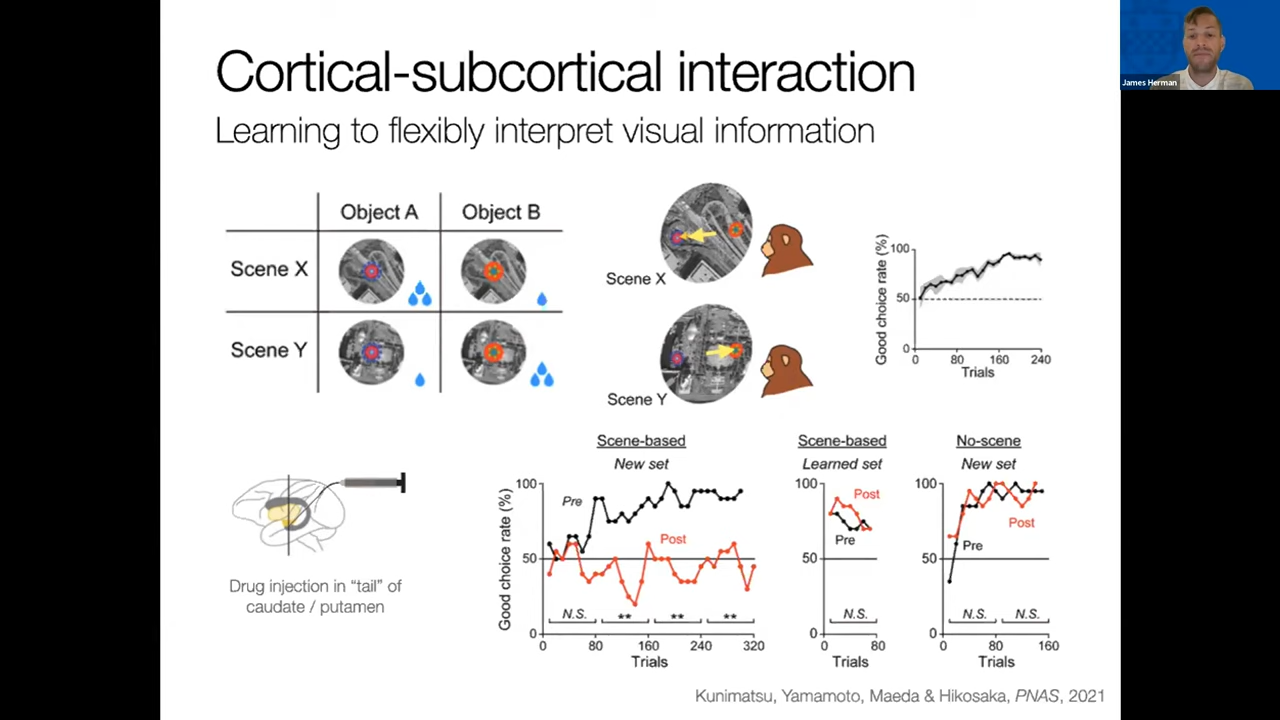 Cortical-subcortical interaction
Learning to flexibly interpret visual information
James Herman
Object A
Object B
Scene X
Scene Y
Scene X
Scene Y
Good choice rate (%)
100
50
0
0
80
160
240
Trials
Drug injection in "tail" of
caudate / putamen
Scene-based
New set
Good choice rate (%)
100
50
0
Pre
Post
N.S.
**
**
**
0
80
160
240
320
Trials
Scene-based
Learned set
100
50
0
Post
Pre
N.S.
0
80
Trials
No-scene
New set
100
50
0
Pre
Post
N.S.
N.S.
0
80
160
Trials
Kunimatsu, Yamamoto, Maeda & Hikosaka, PNAS, 2021